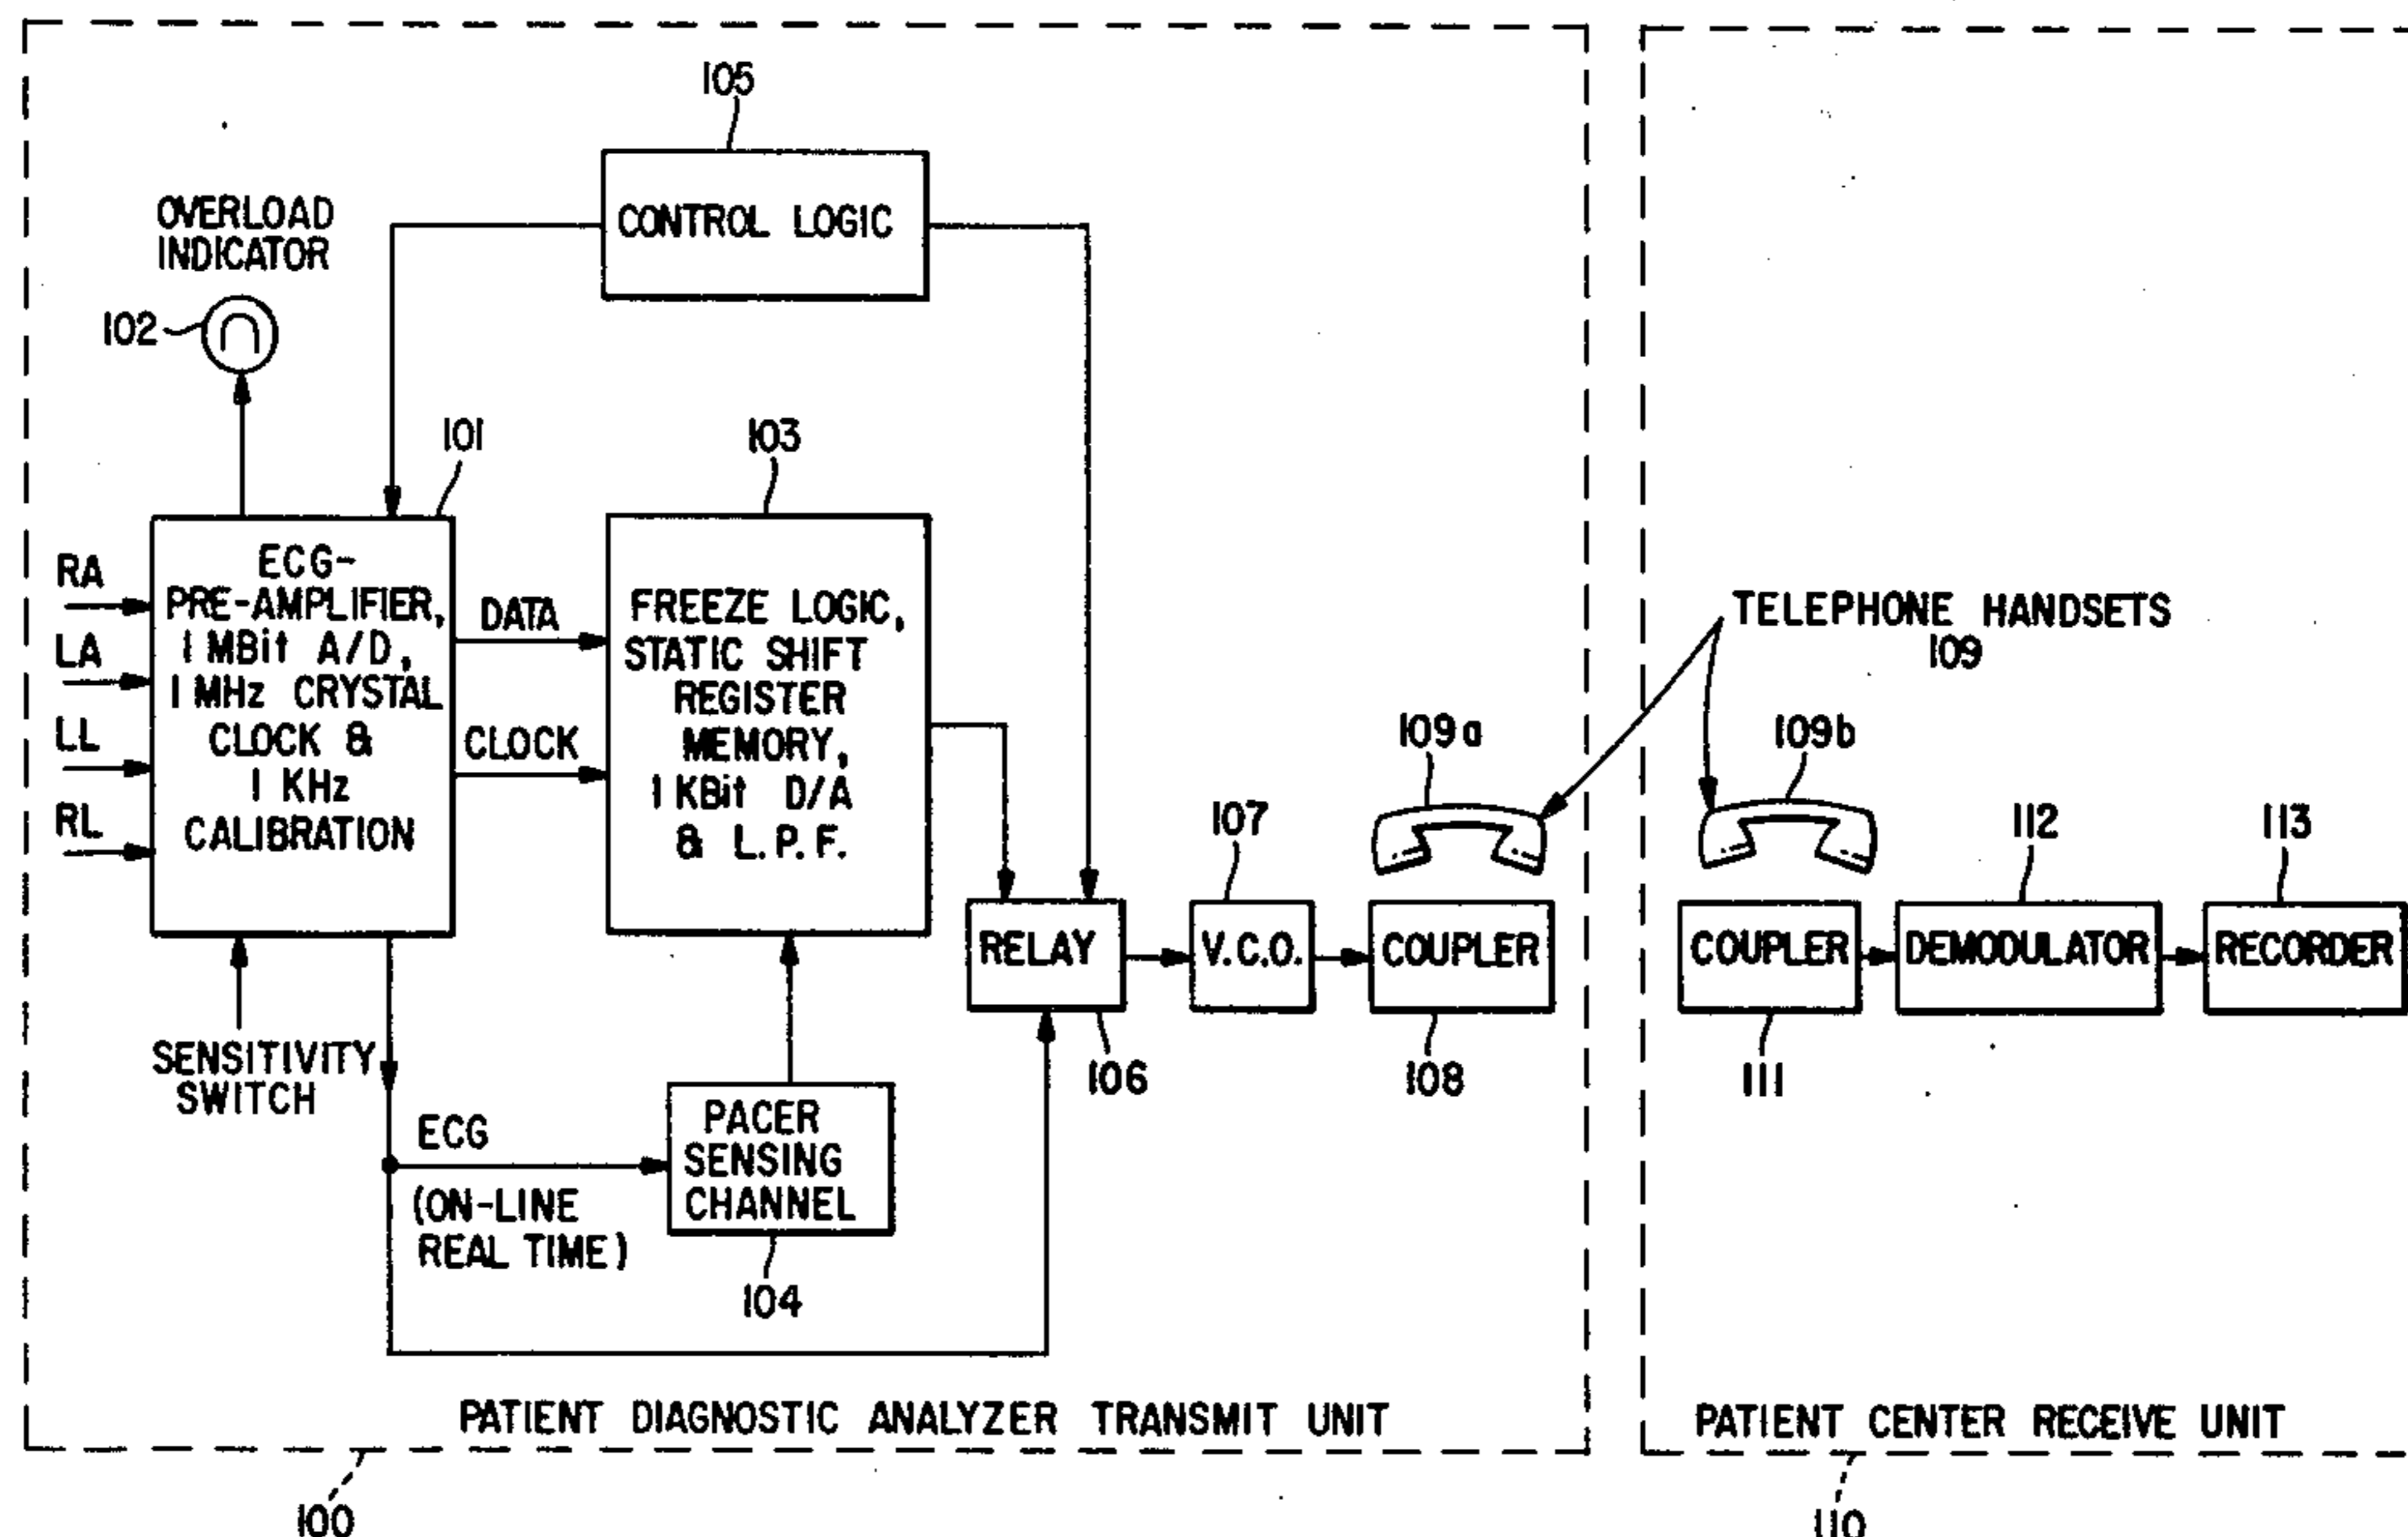 105
CONTROL LOGIC
OVERLOAD
INDICATOR
102
101
103
RA
LA
LL
RL
ECG-
PRE-AMPLIFIER,
1 MBit A/D,
1 MHz CRYSTAL
CLOCK &
1 KHz
CALIBRATION
DATA
CLOCK
FREEZE LOGIC,
STATIC SHIFT
REGISTER
MEMORY,
1 KBit D/A
& L.P.F.
TELEPHONE HANDSETS
109
109a
109b
107
112
113
RELAY
V.C.O.
COUPLER
COUPLER
DEMODULATOR
RECORDER
106
108
111
SENSITIVITY
SWITCH
ECG
(ON-LINE
REAL TIME)
PACER
SENSING
CHANNEL
104
PATIENT DIAGNOSTIC ANALYZER TRANSMIT UNIT
PATIENT CENTER RECEIVE UNIT
100
110